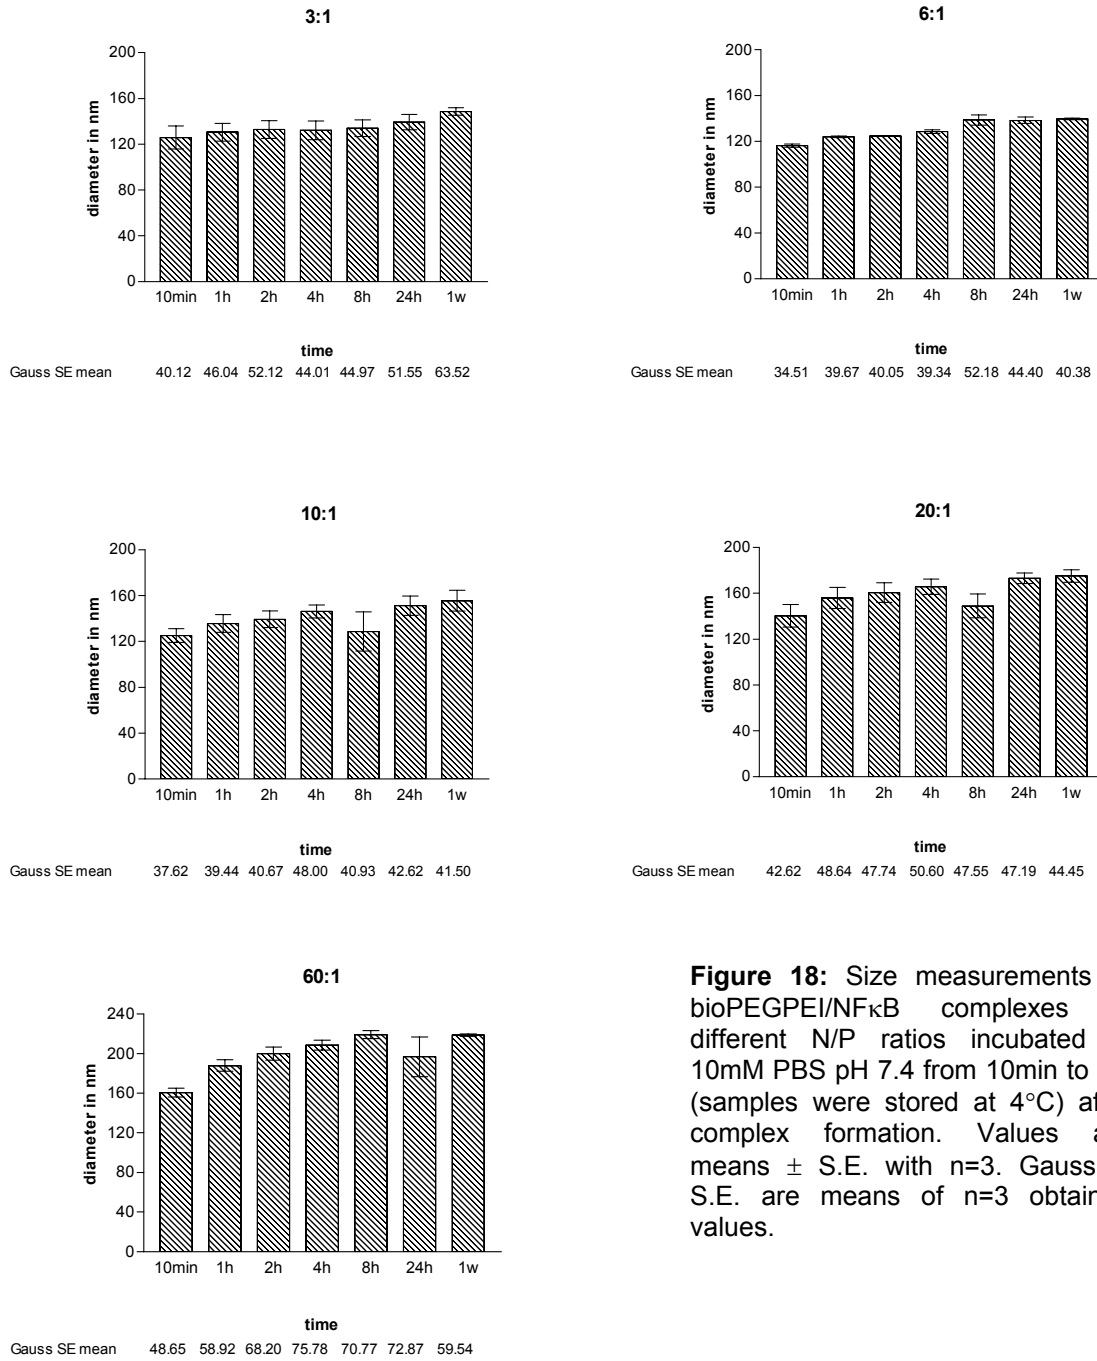 3:1
200
160
120
80
40
0
diameter in nm
10min 1h 2h 4h 8h 24h 1w
time
Gauss SE mean 40.12 46.04 52.12 44.01 44.97 51.55 63.52
6:1
200
160
120
80
40
0
diameter in nm
10min 1h 2h 4h 8h 24h 1w
time
Gauss SE mean 34.51 39.67 40.05 39.34 52.18 44.40 40.38
10:1
200
160
120
80
40
0
diameter in nm
10min 1h 2h 4h 8h 24h 1w
time
Gauss SE mean 37.62 39.44 40.67 48.00 40.93 42.62 41.50
20:1
200
160
120
80
40
0
diameter in nm
10min 1h 2h 4h 8h 24h 1w
time
Gauss SE mean 42.62 48.64 47.74 50.60 47.55 47.19 44.45
60:1
240
200
160
120
80
40
0
diameter in nm
10min 1h 2h 4h 8h 24h 1w
time
Gauss SE mean 48.65 58.92 68.20 75.78 70.77 72.87 59.54
Figure 18: Size measurements
bioPEGPEI/NFκB complexes
different N/P ratios incubated
10mM PBS pH 7.4 from 10min to
(samples were stored at 4°C)
complex formation. Values
means ± S.E. with n=3. Gauss
S.E. are means of n=3
values.